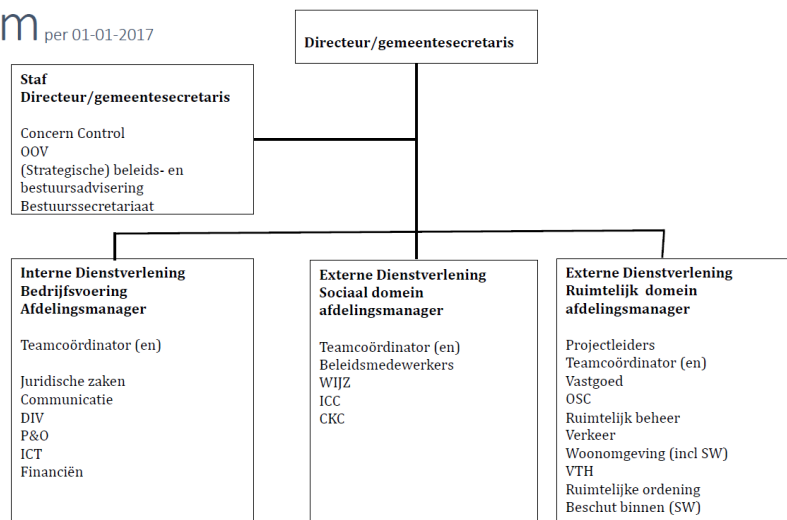 m per 01-01-2017
Directeur/gemeentesecretaris
Staf
Directeur/gemeentesecretaris
Concern Control
OOV
(Strategische) beleids- en
bestuursadvisering
Bestuurssecretariaat
Interne Dienstverlening
Bedrijfsvoering
Afdelingsmanager
Teamcoördinator (en)
Juridische zaken
Communicatie
DIV
P&O
ICT
Financiën
Externe Dienstverlening
Sociaal domein
afdelingsmanager
Teamcoördinator (en)
Beleidsmedewerkers
WIJZ
ICC
CKC
Externe Dienstverlening
Ruimtelijk domein
afdelingsmanager
Projectleiders
Teamcoördinator (en)
Vastgoed
OSC
Ruimtelijk beheer
Verkeer
Woonomgeving (incl SW)
VTH
Ruimtelijke ordening
Beschut binnen (SW)